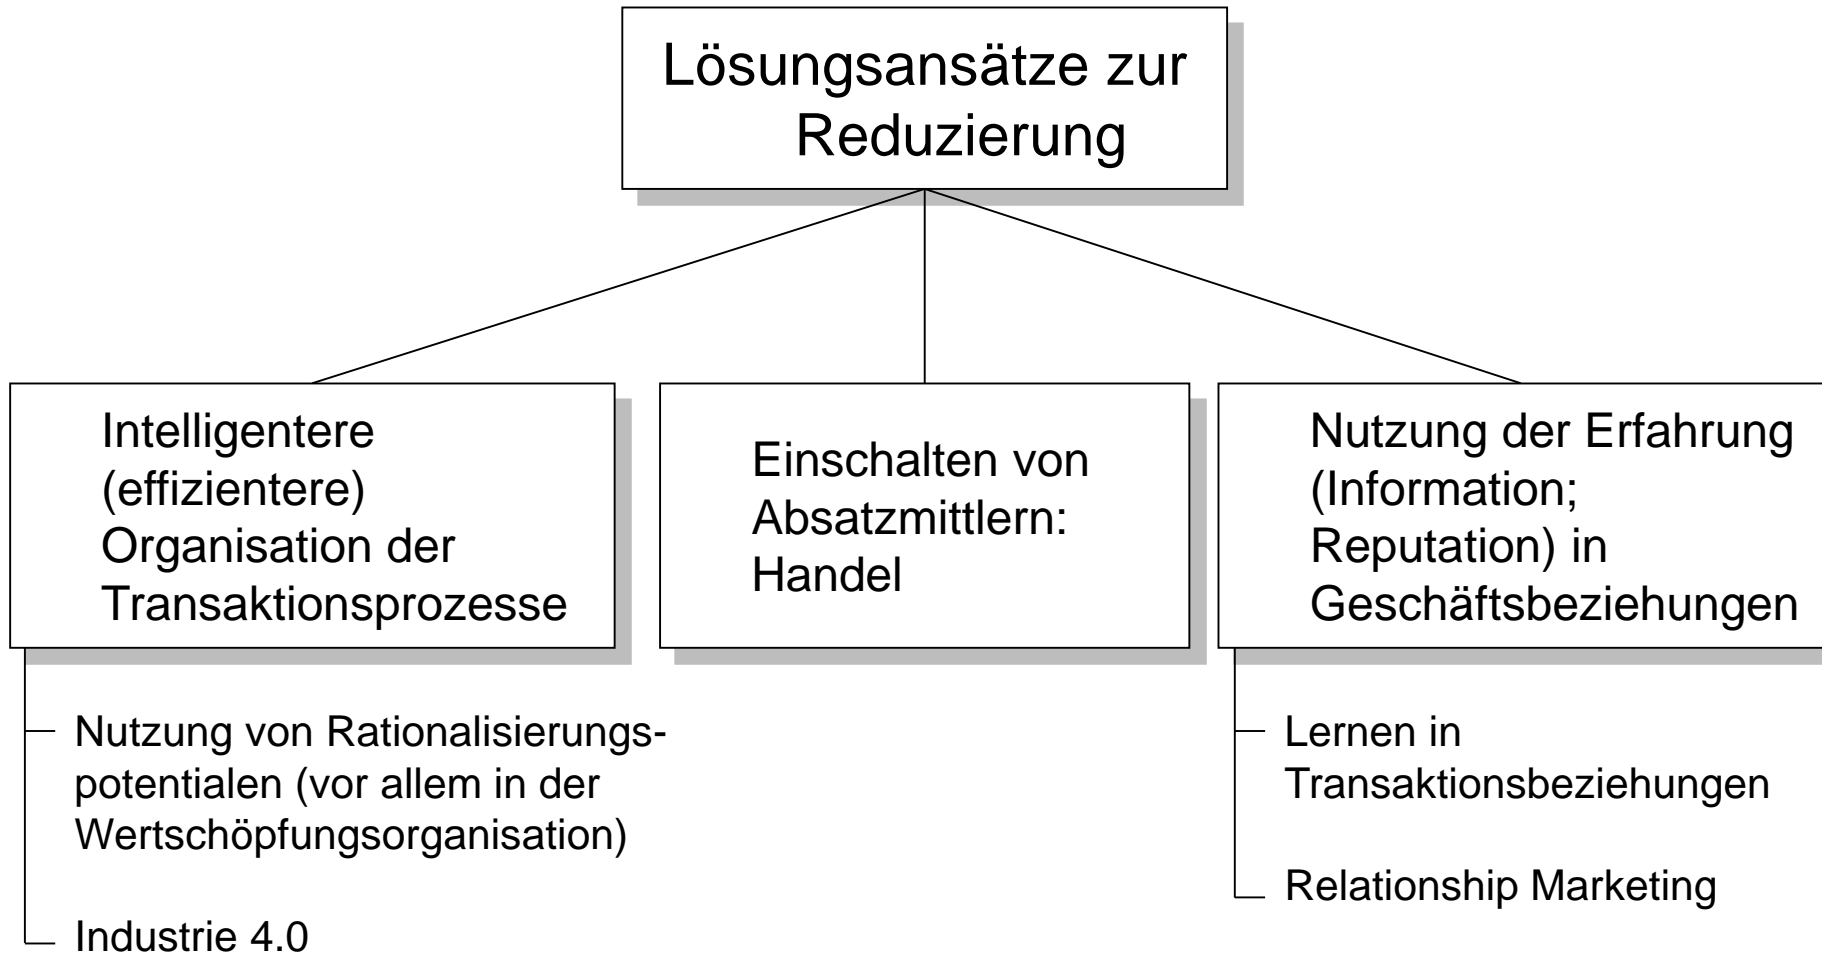 Lösungsansätze zur
Reduzierung
Intelligentere
(effizientere)
Organisation der
Transaktionsprozesse
Einschalten von
Absatzmittlern:
Handel
Nutzung der Erfahrung
(Information;
Reputation) in
Geschäftsbeziehungen
Nutzung von Rationalisierungs-
potentialen (vor allem in der
Wertschöpfungsorganisation)
Industrie 4.0
Lernen in
Transaktionsbeziehungen
Relationship Marketing